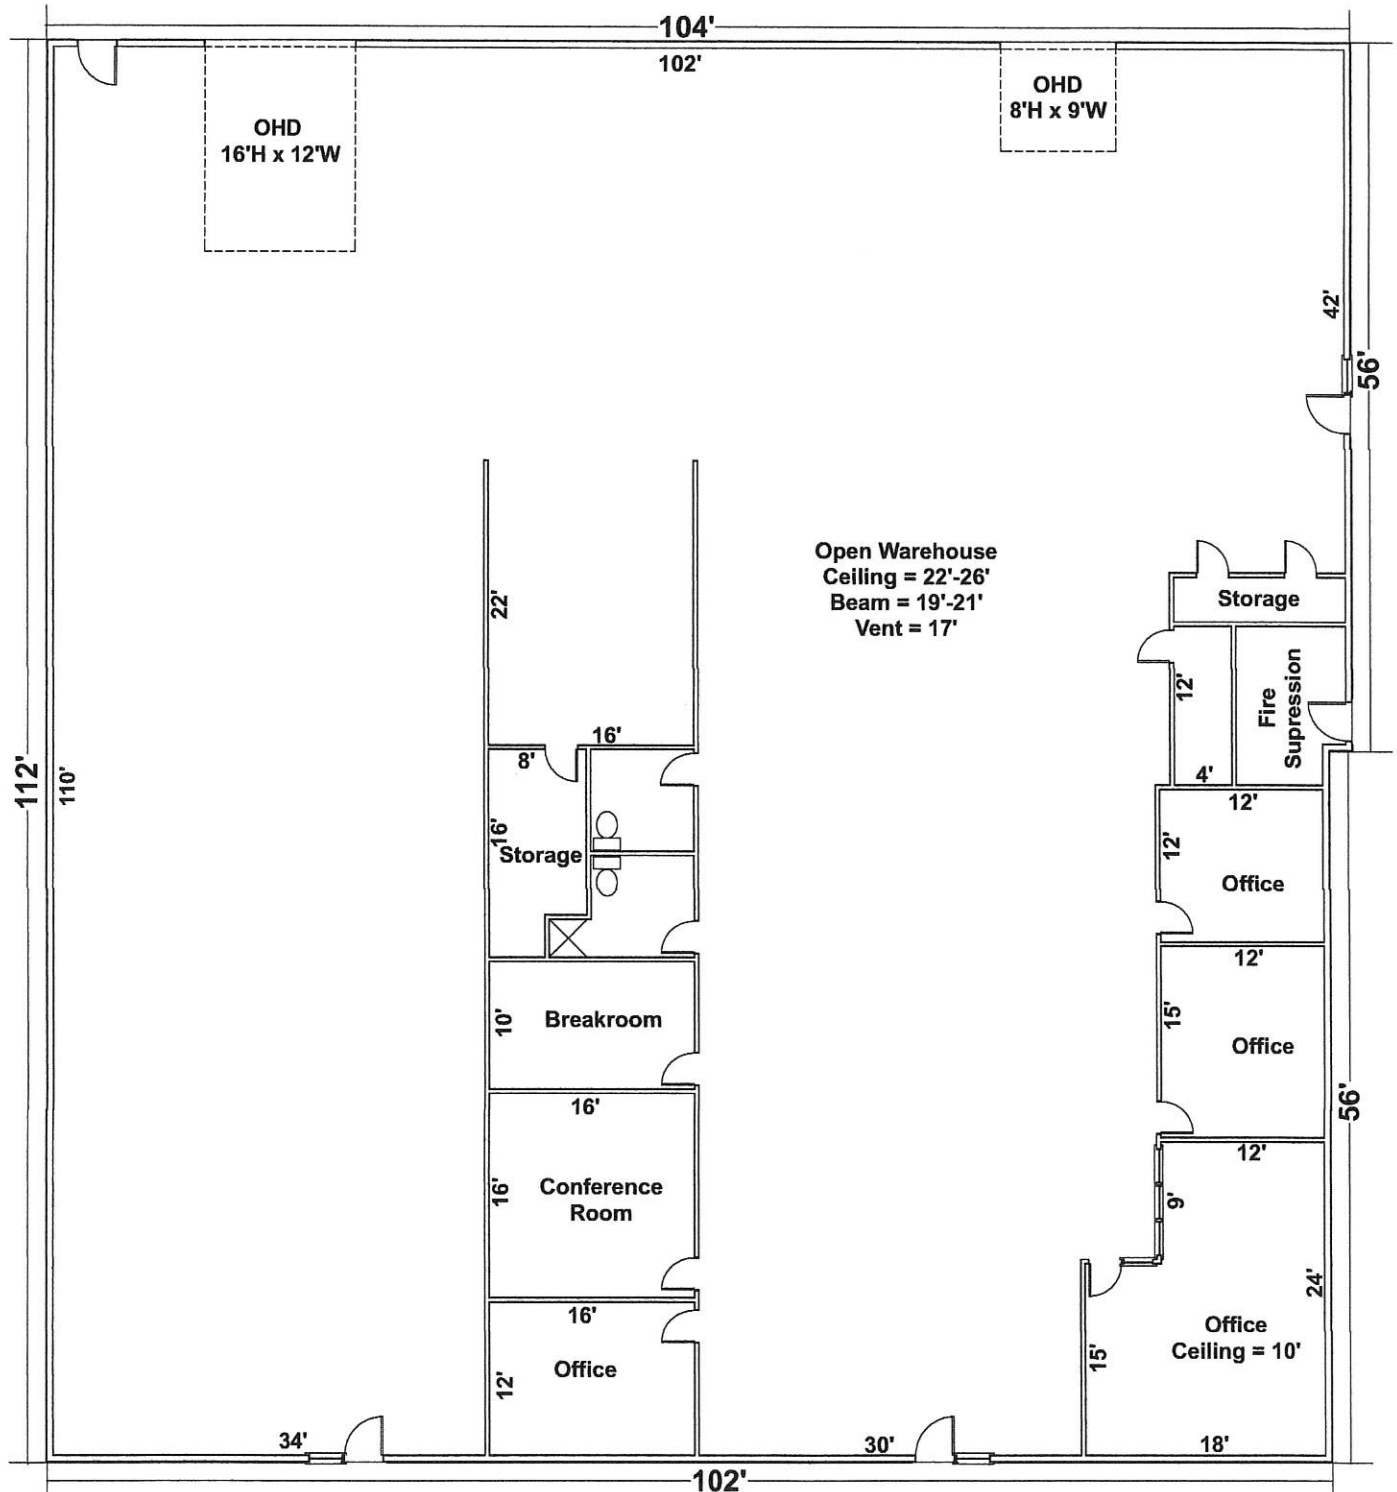 104'
102'
OHD
8'H x 9'W
OHD
16'H x 12'W
42'
56'
Open Warehouse
Ceiling = 22'-26'
Beam = 19'-21'
Vent = 17'
22'
Storage
Fire
Supression
12'
16'
8'
4'
112'
110'
12'
16'
Storage
12'
Office
12'
10'
Breakroom
15'
Office
16'
56'
12'
16'
Conference
Room
9'
24'
16'
Office
Ceiling = 10'
15'
12'
Office
34'
30'
18'
102'